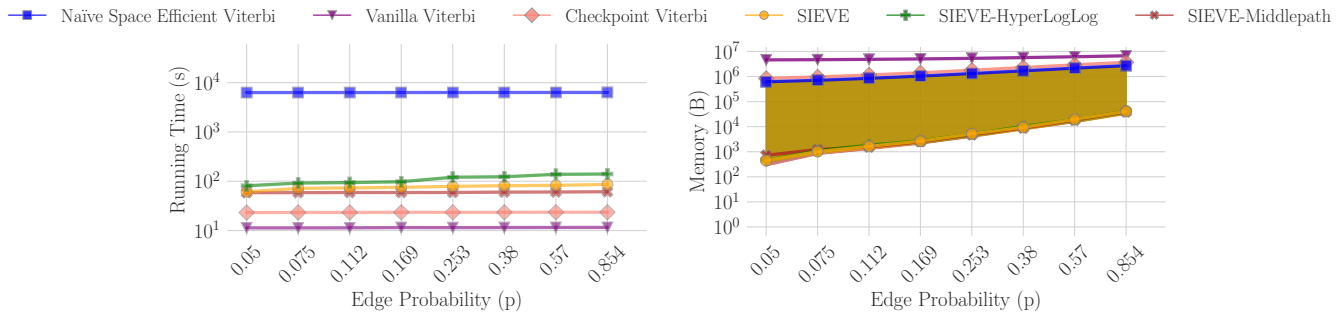 Naïve Space Efficient Viterbi Vanilla Viterbi Checkpoint Viterbi SIEVE SIEVE-HyperLogLog SIEVE-Middlepath
Running Time (s)
10^4
10^3
10^2
10^1
0.05 0.075 0.112 0.169 0.253 0.38 0.57 0.854
Edge Probability (p)
Memory (B)
10^7
10^6
10^5
10^4
10^3
10^2
10^1
10^0
0.05 0.075 0.112 0.169 0.253 0.38 0.57 0.854
Edge Probability (p)